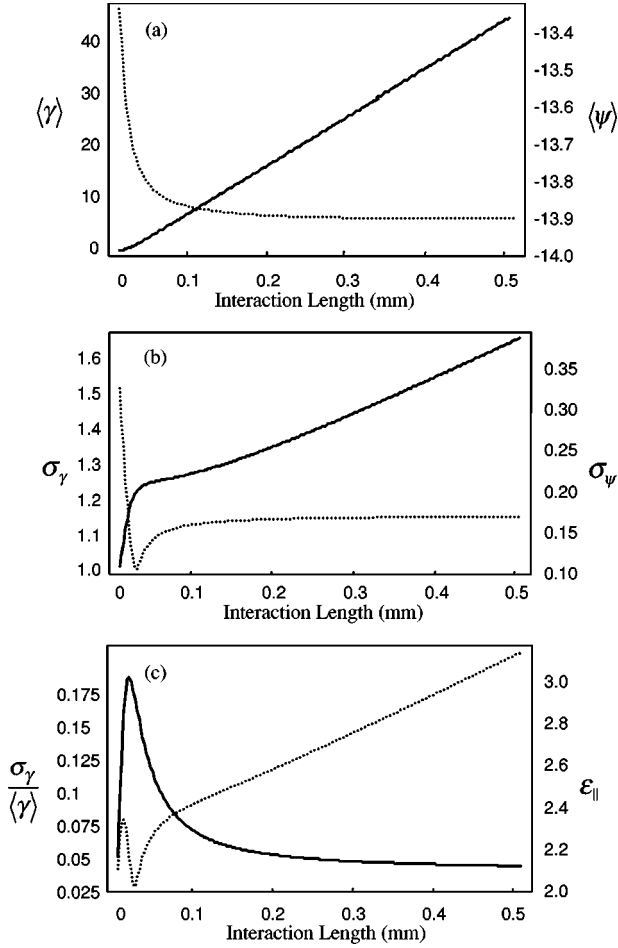 (a)
40
30
20
10
0
⟨γ⟩
-13.4
-13.5
-13.6
-13.7
-13.8
-13.9
-14.0
⟨ψ⟩
0 0.1 0.2 0.3 0.4 0.5
Interaction Length (mm)
(b)
1.6
1.5
1.4
1.3
1.2
1.1
1.0
σγ
0.35
0.30
0.25
0.20
0.15
0.10
σψ
0 0.1 0.2 0.3 0.4 0.5
Interaction Length (mm)
(c)
0.175
0.15
0.125
0.1
0.075
0.05
0.025
σγ
⟨γ⟩
3.0
2.8
2.6
2.4
2.2
2.0
ε||
0 0.1 0.2 0.3 0.4 0.5
Interaction Length (mm)